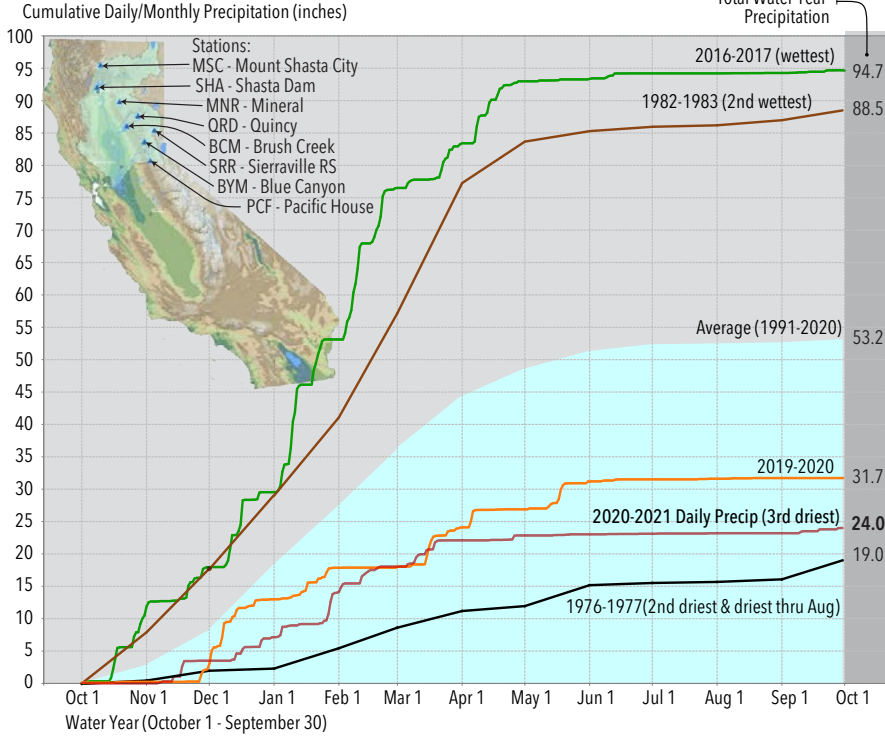 Total Water Year
Precipitation
Cumulative Daily/Monthly Precipitation (inches)
100
95
90
85
80
75
70
65
60
55
50
45
40
35
30
25
20
15
10
5
0
Stations:
MSC - Mount Shasta City
SHA - Shasta Dam
MNR - Mineral
QRD - Quincy
BCM - Brush Creek
SRR - Sierraville RS
BYM - Blue Canyon
PCF - Pacific House
2016-2017 (wettest)
94.7
1982-1983 (2nd wettest)
88.5
Average (1991-2020)
53.2
2019-2020
31.7
2020-2021 Daily Precip (3rd driest)
24.0
19.0
1976-1977(2nd driest & driest thru Aug)
Oct 1 Nov 1 Dec 1 Jan 1 Feb 1 Mar 1 Apr 1 May 1 Jun 1 Jul 1 Aug 1 Sep 1 Oct 1
Water Year (October 1 - September 30)